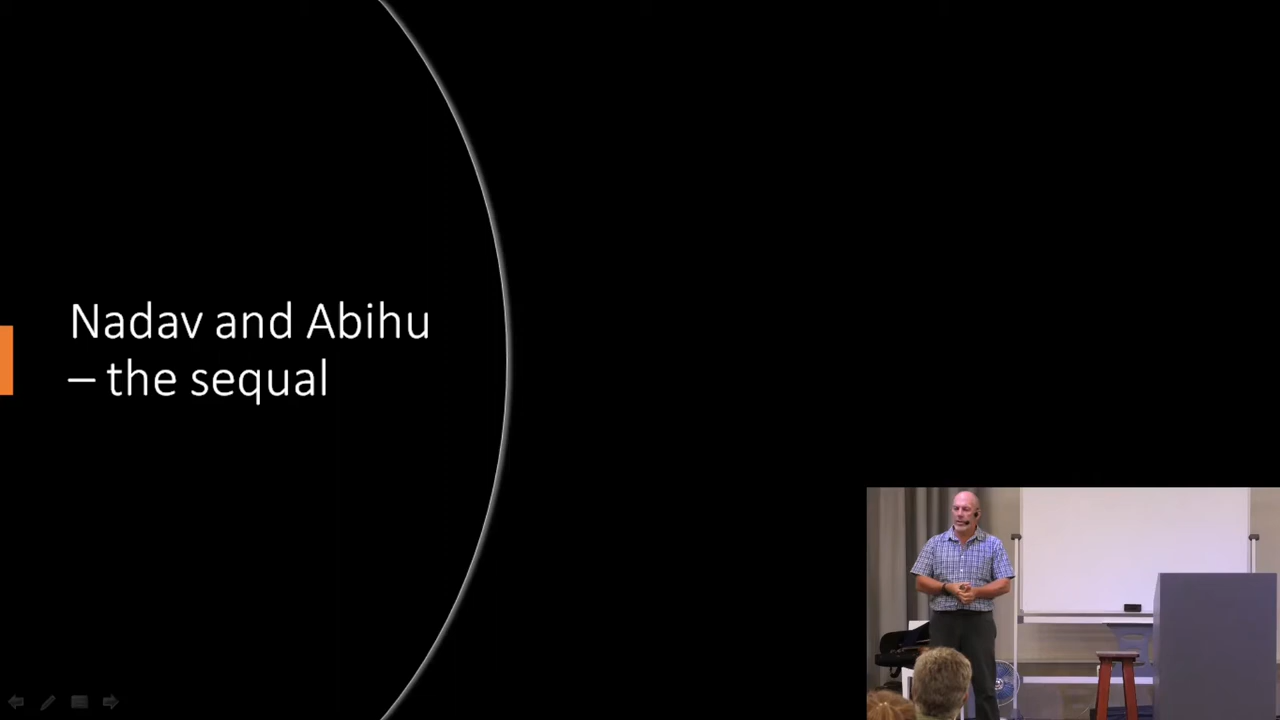 Nadav and Abihu
– the sequal